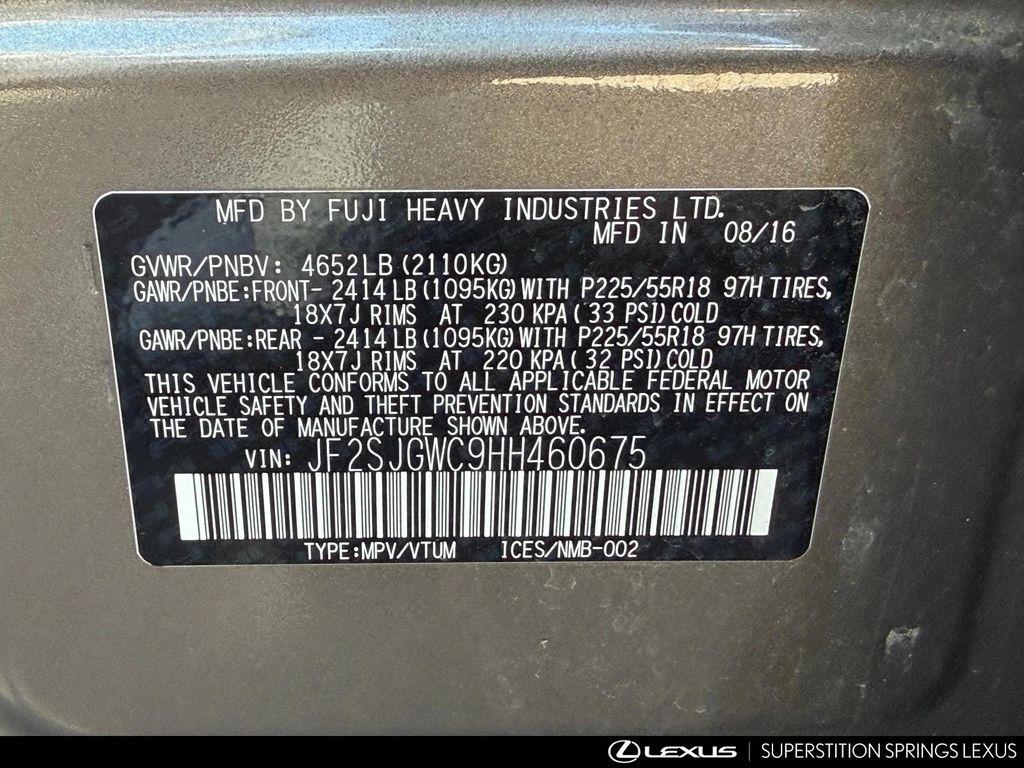 MFD BY FUJI HEAVY INDUSTRIES LTD.
MFD IN 08/16
GVWR/PNBV: 4652LB(2110KG)
GAWR/PNBE:FRONT- 2414LB(1095KG)WITH P225/55R18 97H TIRES,
18X7J RIMS AT 230 KPA(33 PSI)COLD
GAWR/PNBE:REAR - 2414LB(1095KG)WITH P225/55R18 97H TIRES,
18X7J RIMS AT 220 KPA(32 PSI)COLD
THIS VEHICLE CONFORMS TO ALL APPLICABLE FEDERAL MOTOR
VEHICLE SAFETY AND THEFT PREVENTION STANDARDS IN EFFECT ON
THE DATE OF MANUFACTURE SHOWN ABOVE.
VIN: JF2SJGWC9HH460675
TYPE:MPV/VTUM ICES/NMB-002
LEXUS | SUPERSTITION SPRINGS LEXUS